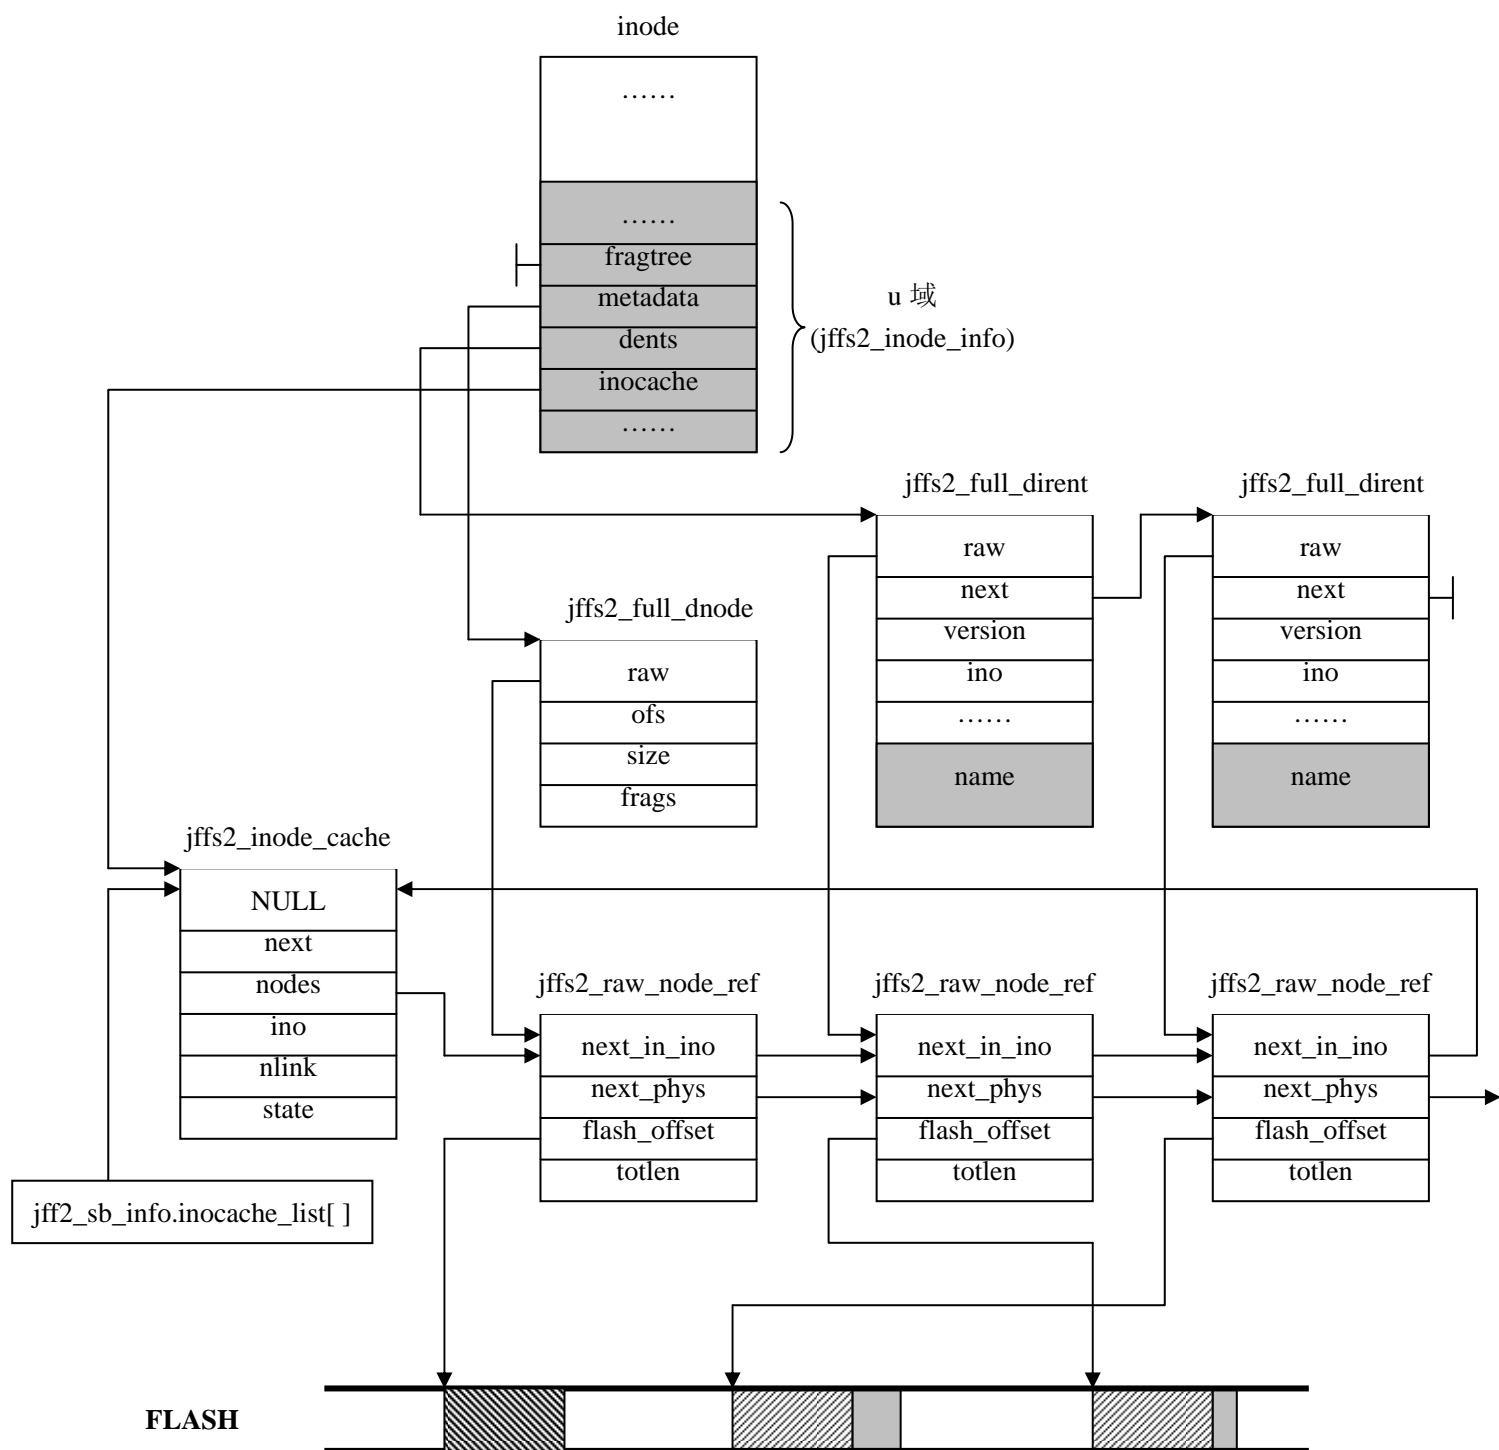 inode
……
……
fragtree
metadata
dents
inocache
……
u 域
(jffs2_inode_info)
jffs2_full_dirent
raw
next
version
ino
……
name
jffs2_full_dirent
raw
next
version
ino
……
name
jffs2_full_dnode
raw
ofs
size
frags
jffs2_inode_cache
NULL
next
nodes
ino
nlink
state
jff2_sb_info.inocache_list[ ]
jffs2_raw_node_ref
next_in_ino
next_phys
flash_offset
totlen
jffs2_raw_node_ref
next_in_ino
next_phys
flash_offset
totlen
jffs2_raw_node_ref
next_in_ino
next_phys
flash_offset
totlen
FLASH